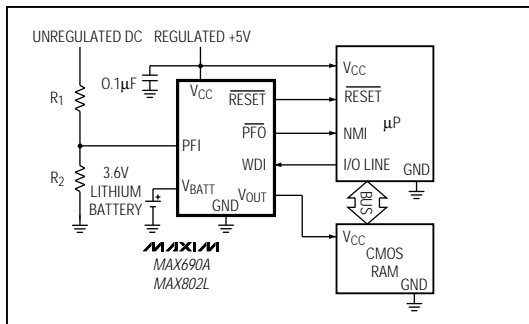 UNREGULATED DC
REGULATED +5V
0.1µF
R1
R2
3.6V
LITHIUM
BATTERY
VCC
RESET
PFO
PFI
WDI
VBATT
VOUT
GND
MAXIM
MAX690A
MAX802L
VCC
RESET
µP
NMI
I/O LINE
GND
BUS
VCC
CMOS
RAM
GND